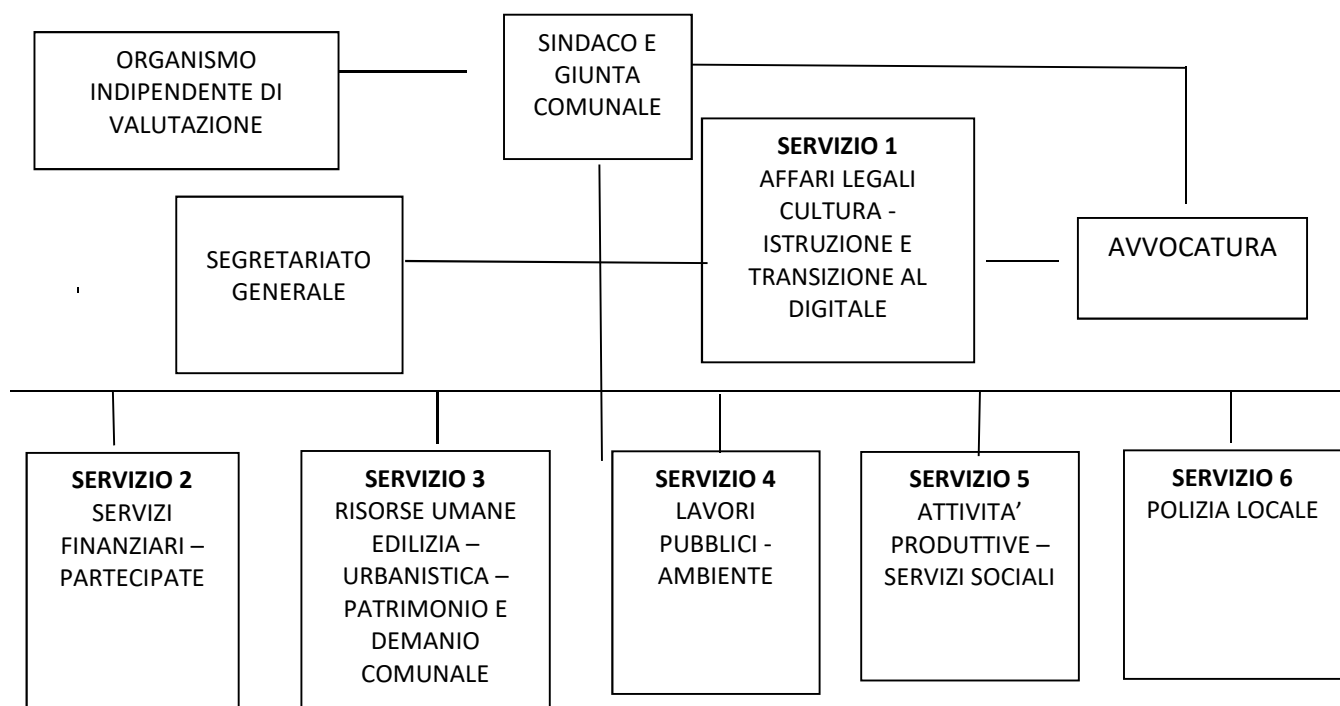 ORGANISMO
INDIPENDENTE DI
VALUTAZIONE
SINDACO E
GIUNTA
COMUNALE
SERVIZIO 1
AFFARI LEGALI
CULTURA -
ISTRUZIONE E
TRANSIZIONE AL
DIGITALE
SEGRETARIATO
GENERALE
AVVOCATURA
SERVIZIO 2
SERVIZI
FINANZIARI –
PARTECIPATE
SERVIZIO 3
RISORSE UMANE
EDILIZIA –
URBANISTICA –
PATRIMONIO E
DEMANIO
COMUNALE
SERVIZIO 4
LAVORI
PUBBLICI -
AMBIENTE
SERVIZIO 5
ATTIVITA’
PRODUTTIVE –
SERVIZI SOCIALI
SERVIZIO 6
POLIZIA LOCALE